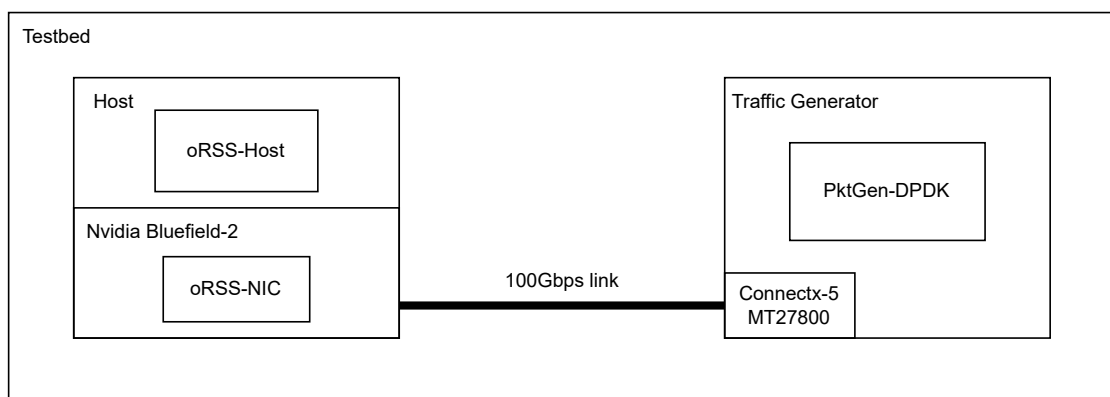 Testbed
Host
oRSS-Host
Nvidia Bluefield-2
oRSS-NIC
100Gbps link
Traffic Generator
PktGen-DPDK
Connectx-5
MT27800